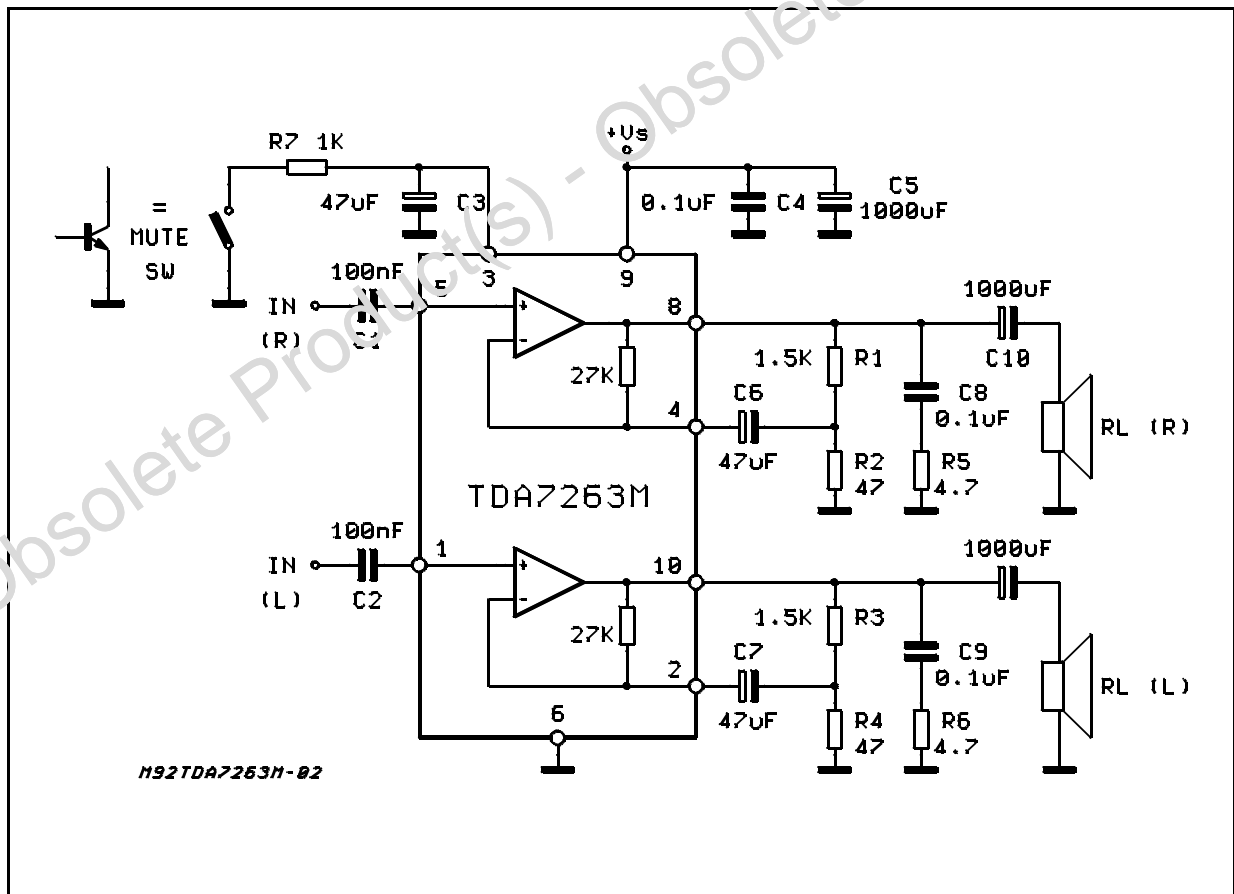 Obsolete Product(s) - Obsolete
+Vs
R7 1K
47uF
C3
0.1uF
C4
C5
1000uF
=
MUTE
SW
3
9
100nF
5
IN
(R)
C1
8
1000uF
C10
+
-
27K
1.5K
R1
4
C6
47uF
C8
0.1uF
R2
47
R5
4.7
RL (R)
TDA7263M
100nF
1
IN
(L)
C2
10
1000uF
+
-
27K
1.5K
R3
2
C7
47uF
C9
0.1uF
R4
47
R6
4.7
RL (L)
6
M92TDA7263M-02